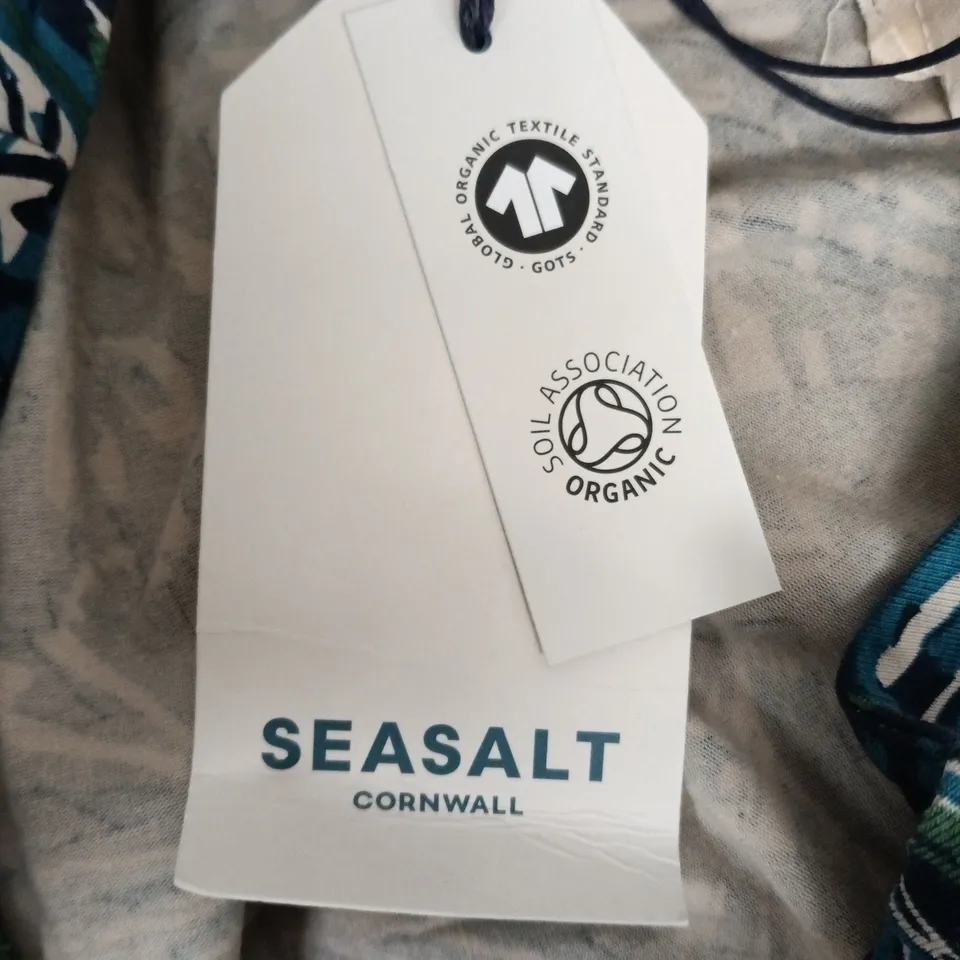 GLOBAL ORGANIC TEXTILE STANDARD · GOTS ·
SOIL ASSOCIATION
ORGANIC
SEASALT
CORNWALL